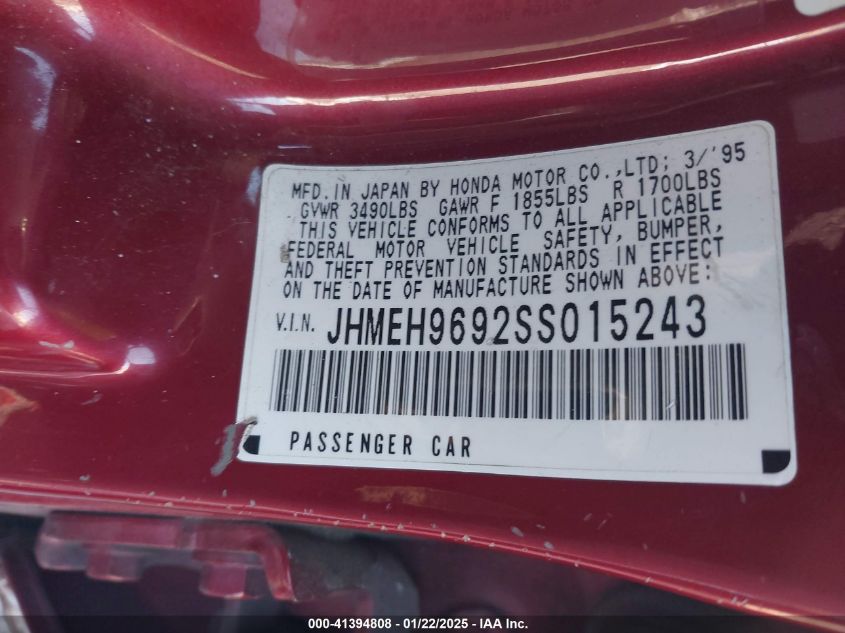 MFD. IN JAPAN BY HONDA MOTOR CO.,LTD; 3/'95
GVWR 3490LBS GAWR F 1855LBS R 1700LBS
THIS VEHICLE CONFORMS TO ALL APPLICABLE
FEDERAL MOTOR VEHICLE SAFETY, BUMPER,
AND THEFT PREVENTION STANDARDS IN EFFECT
ON THE DATE OF MANUFACTURE SHOWN ABOVE:
V.I.N. JHMEH9692SS015243
PASSENGER CAR
000-41394808 - 01/22/2025 - IAA Inc.